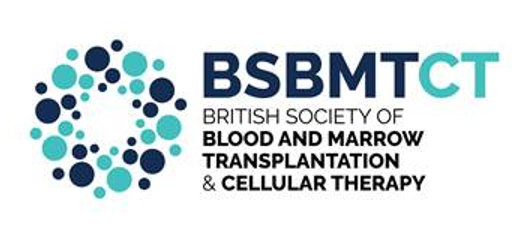 BSBMTCT
BRITISH SOCIETY OF
BLOOD AND MARROW
TRANSPLANTATION
& CELLULAR THERAPY